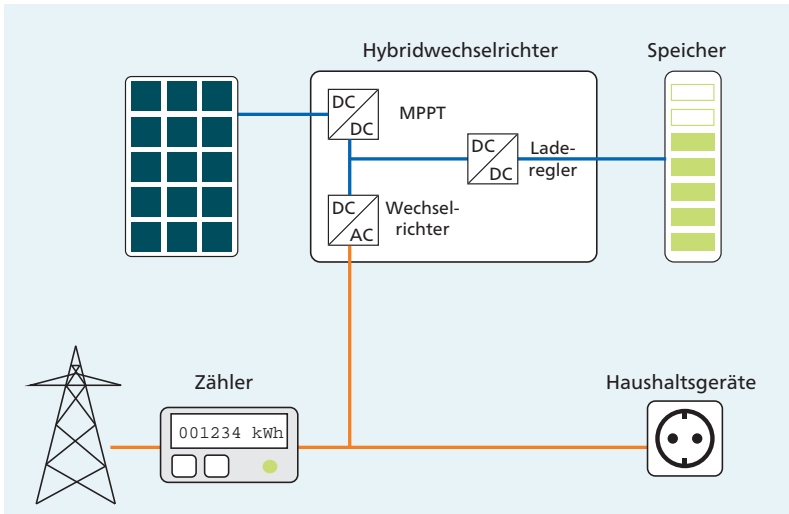 Hybridwechselrichter
Speicher
DC
DC
MPPT
DC
DC
Lade-
regler
DC
AC
Wechsel-
richter
Zähler
001234 kWh
Haushaltsgeräte